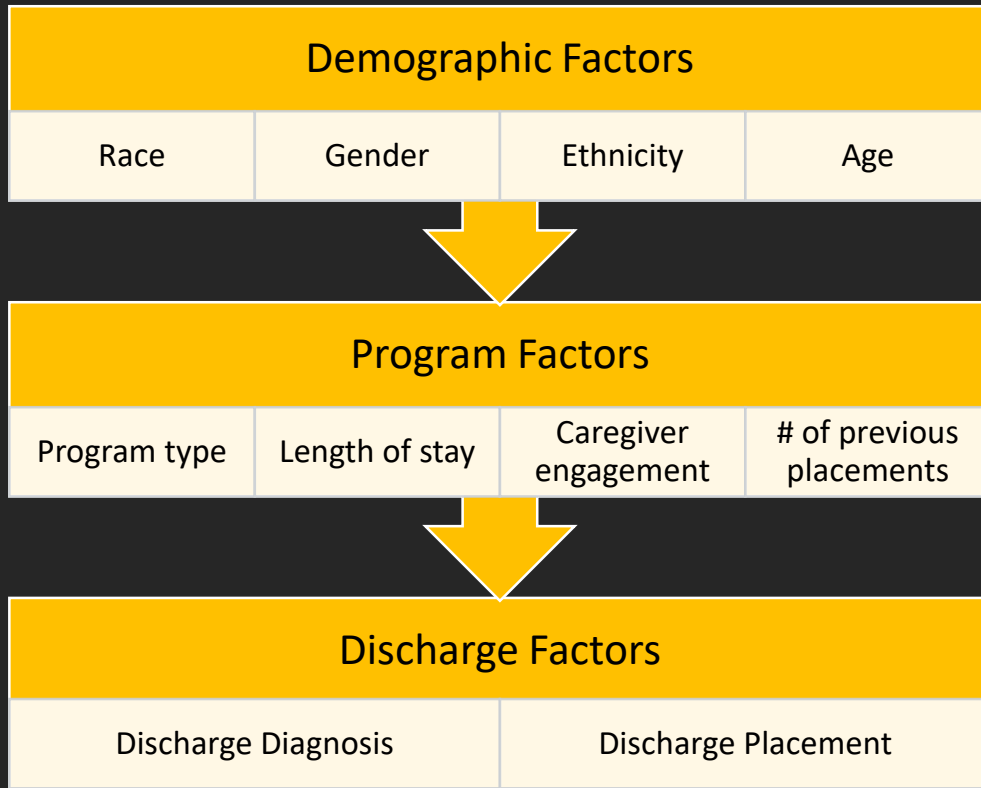 Demographic Factors
Race
Gender
Ethnicity
Age
Program Factors
Program type
Length of stay
Caregiver
engagement
# of previous
placements
Discharge Factors
Discharge Diagnosis
Discharge Placement